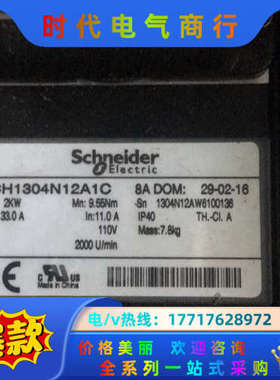 时代电气商行
Schneider
Electric
SH1304N12A1C 8A DOM: 29-02-16
2KW Mn: 9.55Nm -Sn 1304N12AW6100136
33.0 A In:11.0 A IP40 TH.-Cl. A
110V Mass:7.8kg
2000 U/min
CE
Made in China
爆款
电/v/热线：17717628972
价格美丽 欢迎咨询
全系列一站式采购